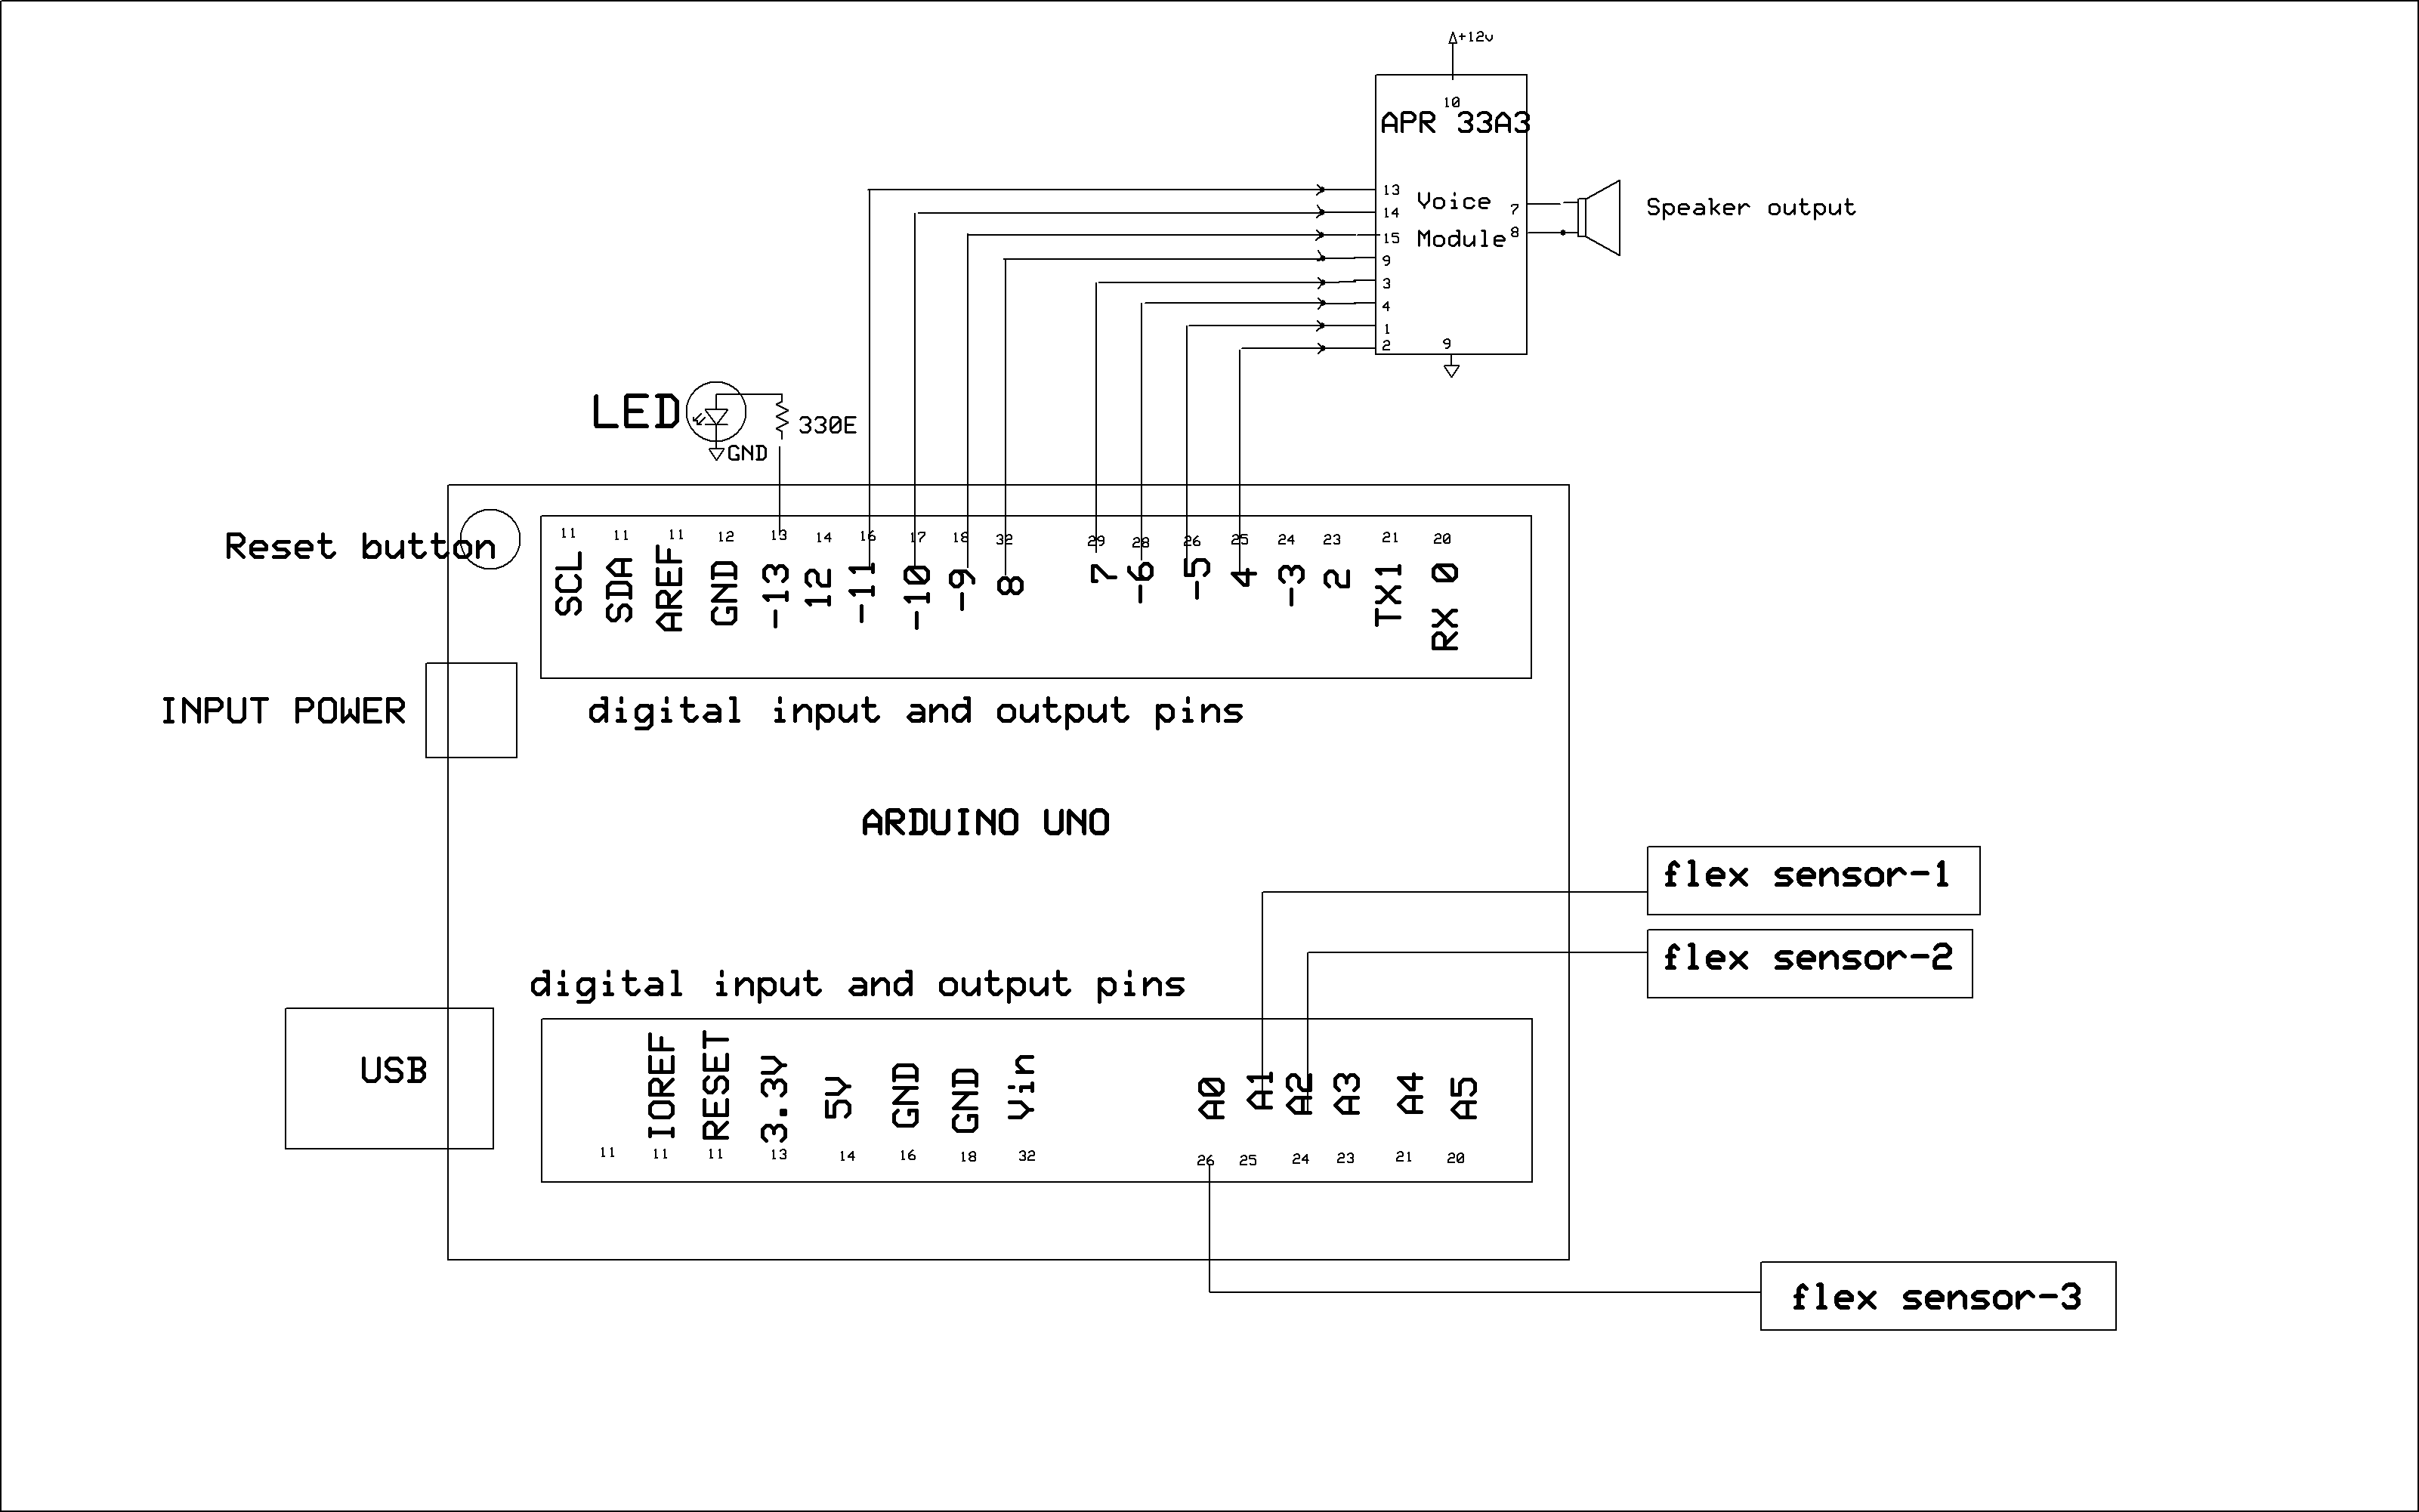 +12v
10
APR 33A3
13
14
15
9
3
4
1
2
Voice
Module
7
8
9
Speaker output
LED
330E
GND
Reset button
11 11 11 12 13 14 16 17 18 32 29 28 26 25 24 23 21 20
SCL SDA AREF GND -13 12 -11 -10 -9 8 7 -6 -5 4 -3 2 TX1 RX 0
INPUT POWER
digital input and output pins
ARDUINO UNO
flex sensor-1
flex sensor-2
digital input and output pins
USB
IOREF RESET 3.3V 5V GND GND Vin A0 A1 A2 A3 A4 A5
11 11 11 13 14 16 18 32 26 25 24 23 21 20
flex sensor-3